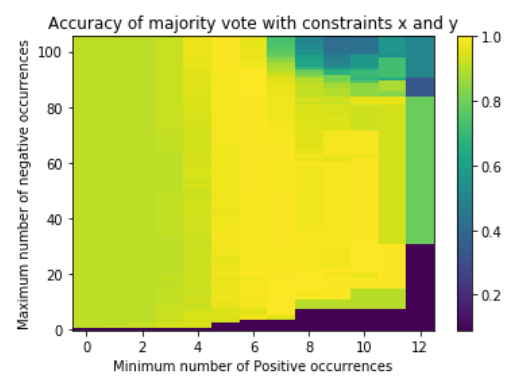 Accuracy of majority vote with constraints x and y
Maximum number of negative occurrences
100
80
60
40
20
0
0 2 4 6 8 10 12
Minimum number of Positive occurrences
1.0
0.8
0.6
0.4
0.2